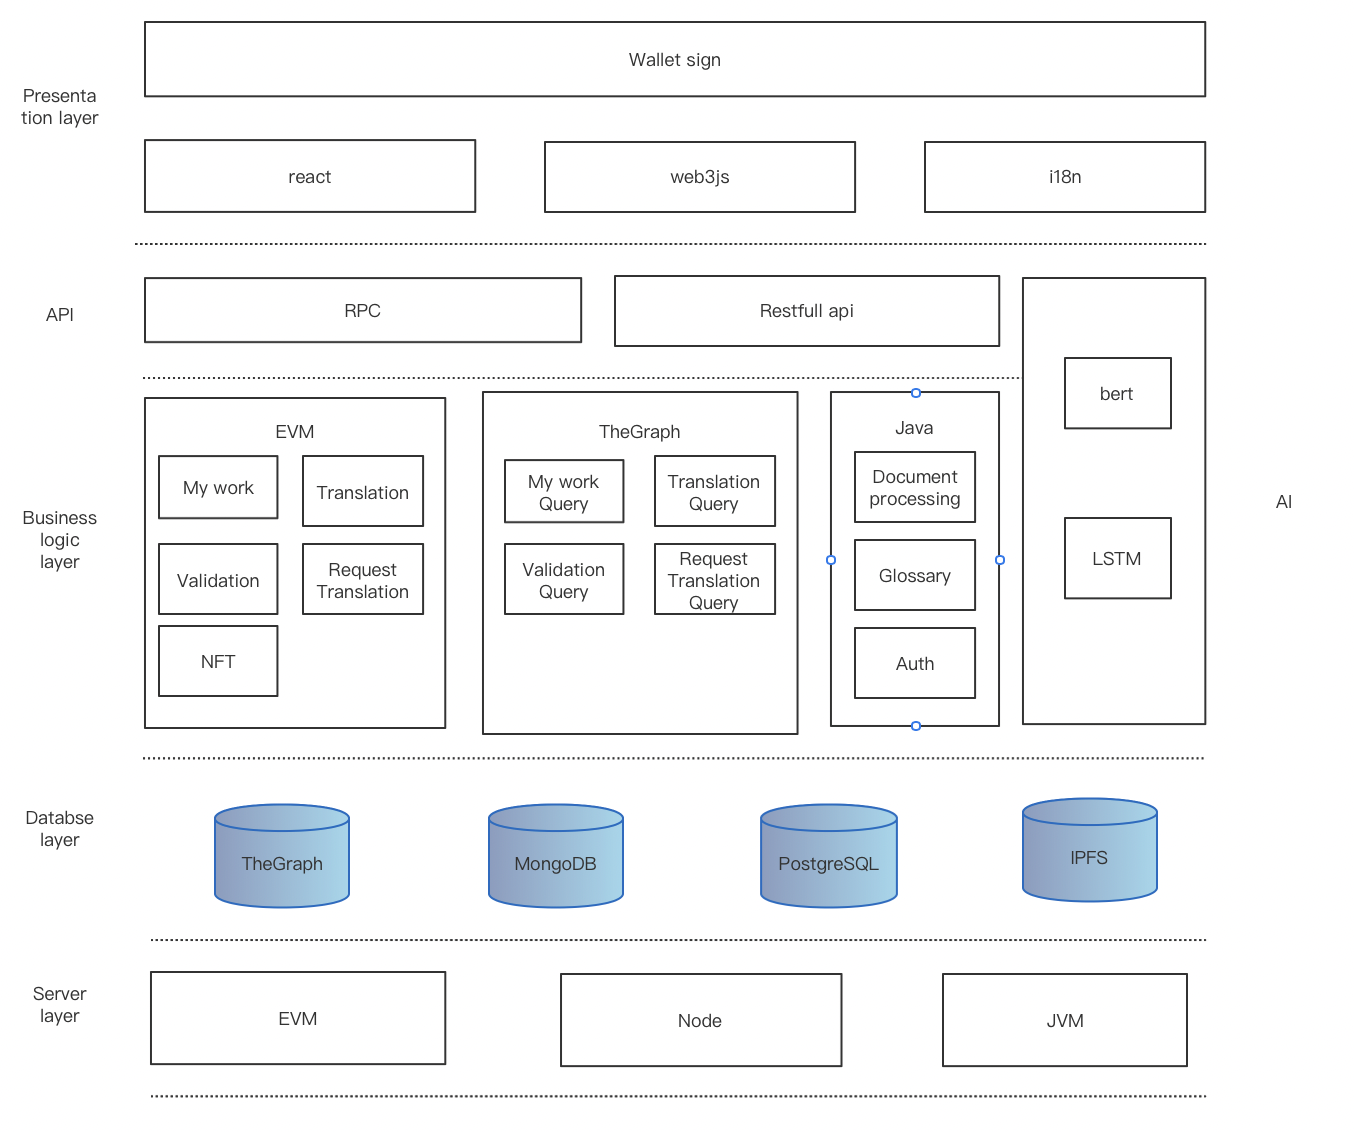 Wallet sign
Presenta
tion layer
react
web3js
i18n
API
RPC
Restfull api
bert
LSTM
AI
Business
logic
layer
EVM
My work
Translation
Validation
Request
Translation
NFT
TheGraph
My work
Query
Translation
Query
Validation
Query
Request
Translation
Query
Java
Document
processing
Glossary
Auth
Databse
layer
TheGraph
MongoDB
PostgreSQL
IPFS
Server
layer
EVM
Node
JVM